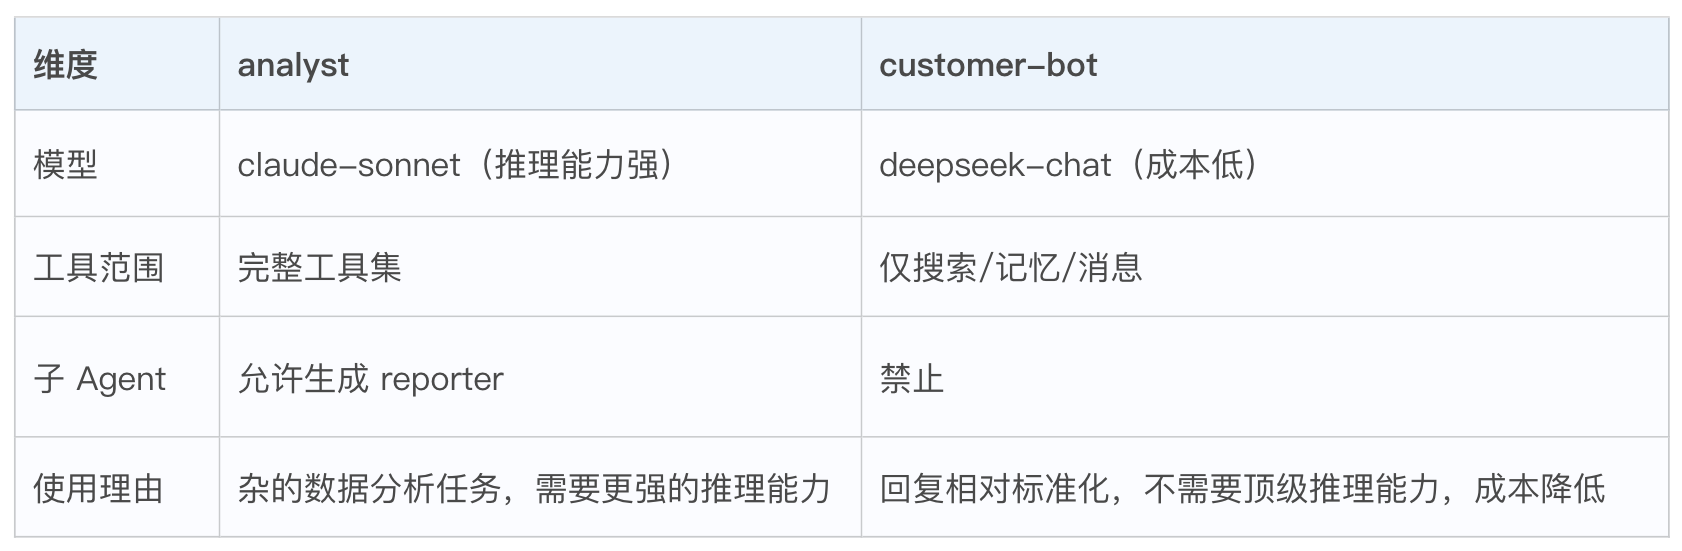 维度 analyst customer-bot
模型 claude-sonnet（推理能力强） deepseek-chat（成本低）
工具范围 完整工具集 仅搜索/记忆/消息
子 Agent 允许生成 reporter 禁止
使用理由 杂的数据分析任务，需要更强的推理能力 回复相对标准化，不需要顶级推理能力，成本降低